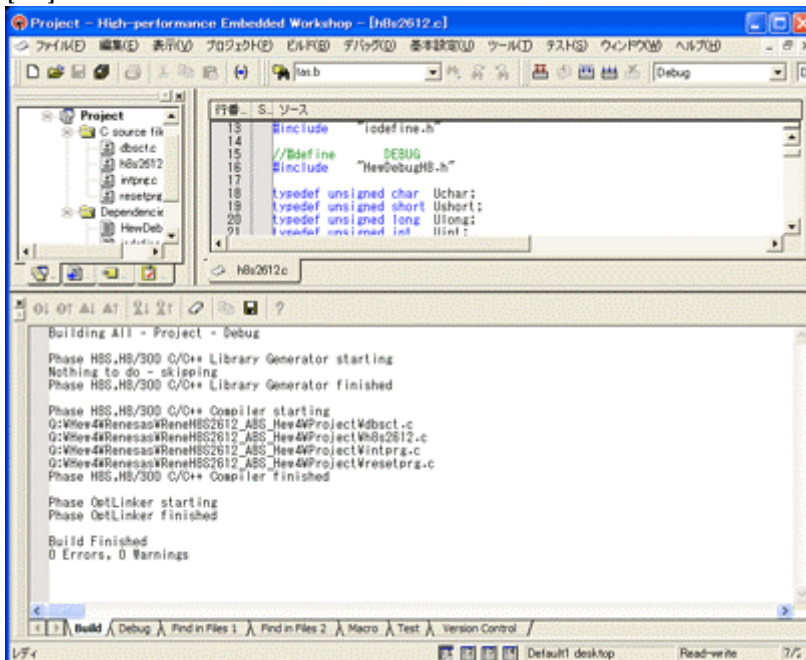 Project - High-performance Embedded Workshop - [h8s2612.c]
ファイル(F) 編集(E) 表示(V) プロジェクト(P) ビルド(B) デバッグ(D) 基本設定(U) ツール(T) テスト(S) ウィンドウ(W) ヘルプ(H)
tas.b Debug
行番.. S.. ソース
Project
C source file
dbsct.c
h8s2612
intprg.c
resetprg
Dependencie
HewDeb
13 #include "iodefine.h"
14
15 //#define DEBUG
16 #include "HewDebugH8.h"
17
18 typedef unsigned char Uchar;
19 typedef unsigned short Ushort;
20 typedef unsigned long Ulong;
21 typedef unsigned int Uint;
h8s2612.c
Building All - Project - Debug
Phase H8S,H8/300 C/C++ Library Generator starting
Nothing to do - skipping
Phase H8S,H8/300 C/C++ Library Generator finished
Phase H8S,H8/300 C/C++ Compiler starting
G:¥Hew4¥Renesas¥ReneH8S2612_ABS_Hew4¥Project¥dbsct.c
G:¥Hew4¥Renesas¥ReneH8S2612_ABS_Hew4¥Project¥h8s2612.c
G:¥Hew4¥Renesas¥ReneH8S2612_ABS_Hew4¥Project¥intprg.c
G:¥Hew4¥Renesas¥ReneH8S2612_ABS_Hew4¥Project¥resetprg.c
Phase H8S,H8/300 C/C++ Compiler finished
Phase OptLinker starting
Phase OptLinker finished
Build Finished
0 Errors, 0 Warnings
Build Debug Find in Files 1 Find in Files 2 Macro Test Version Control
レディ Default1 desktop Read-write